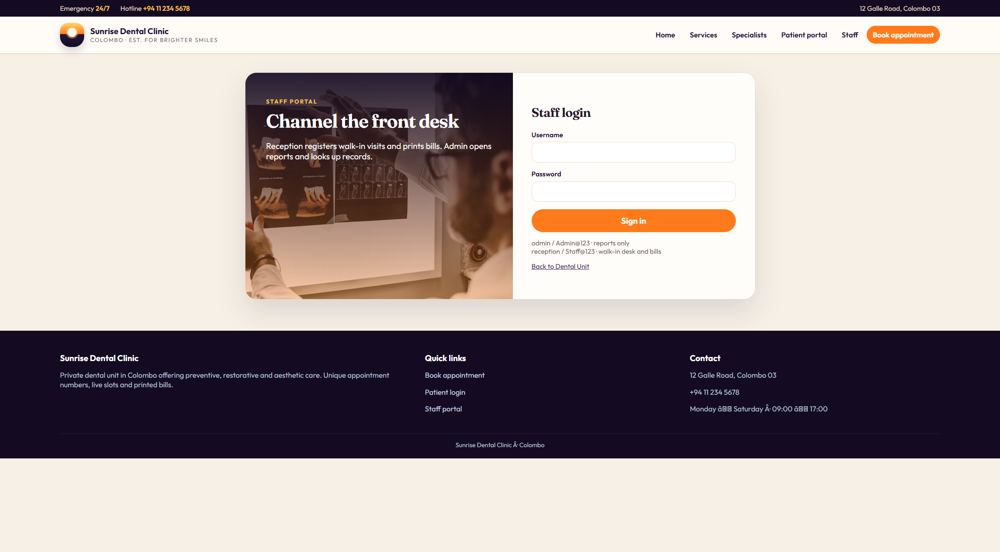 Emergency 24/7 Hotline +94 11 234 5678 12 Galle Road, Colombo 03
Sunrise Dental Clinic
COLOMBO · EST. FOR BRIGHTER SMILES
Home Services Specialists Patient portal Staff Book appointment
STAFF PORTAL
Channel the front desk
Reception registers walk-in visits and prints bills. Admin opens
reports and looks up records.
Staff login
Username
Password
Sign in
admin / Admin@123 · reports only
reception / Staff@123 · walk-in desk and bills
Back to Dental Unit
Sunrise Dental Clinic
Private dental unit in Colombo offering preventive, restorative and aesthetic care. Unique appointment
numbers, live slots and printed bills.
Quick links
Book appointment
Patient login
Staff portal
Contact
12 Galle Road, Colombo 03
+94 11 234 5678
Monday â Saturday Â· 09:00 â 17:00
Sunrise Dental Clinic Â· Colombo